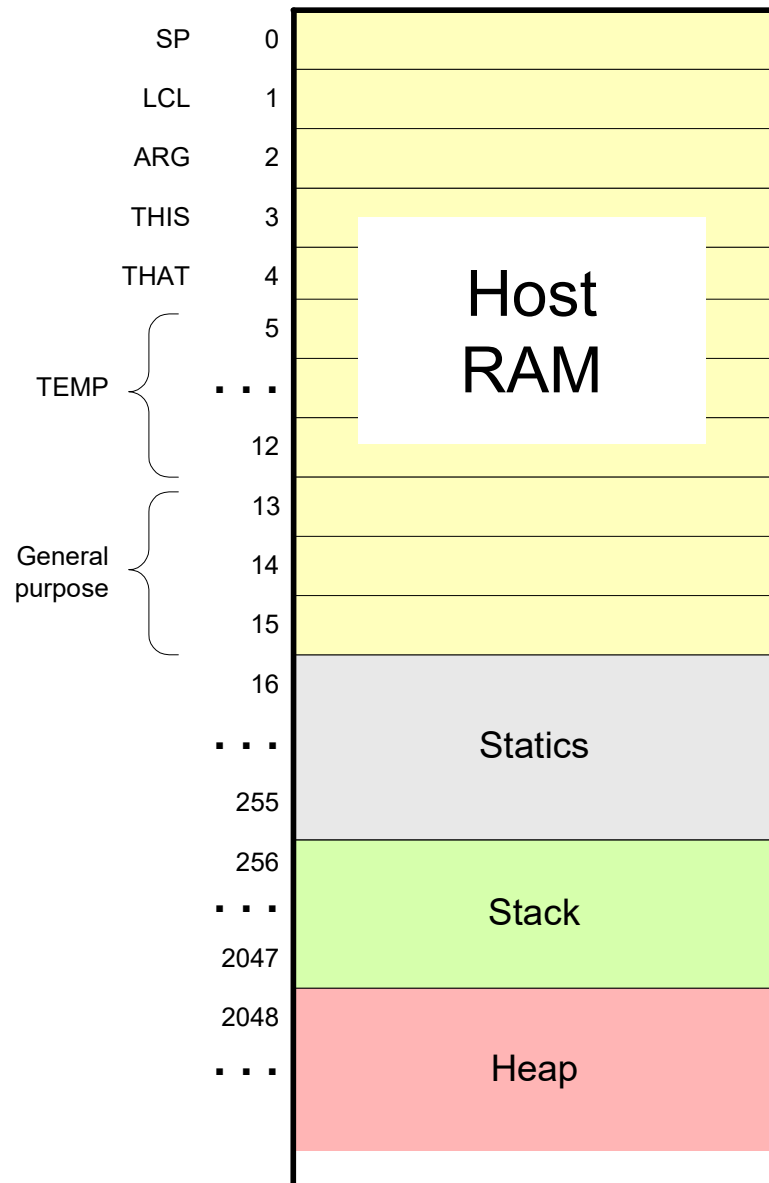 SP 0
LCL 1
ARG 2
THIS 3
THAT 4
Host
RAM
5
TEMP ...
12
13
General
purpose
14
15
16
... Statics
255
256
... Stack
2047
2048
... Heap